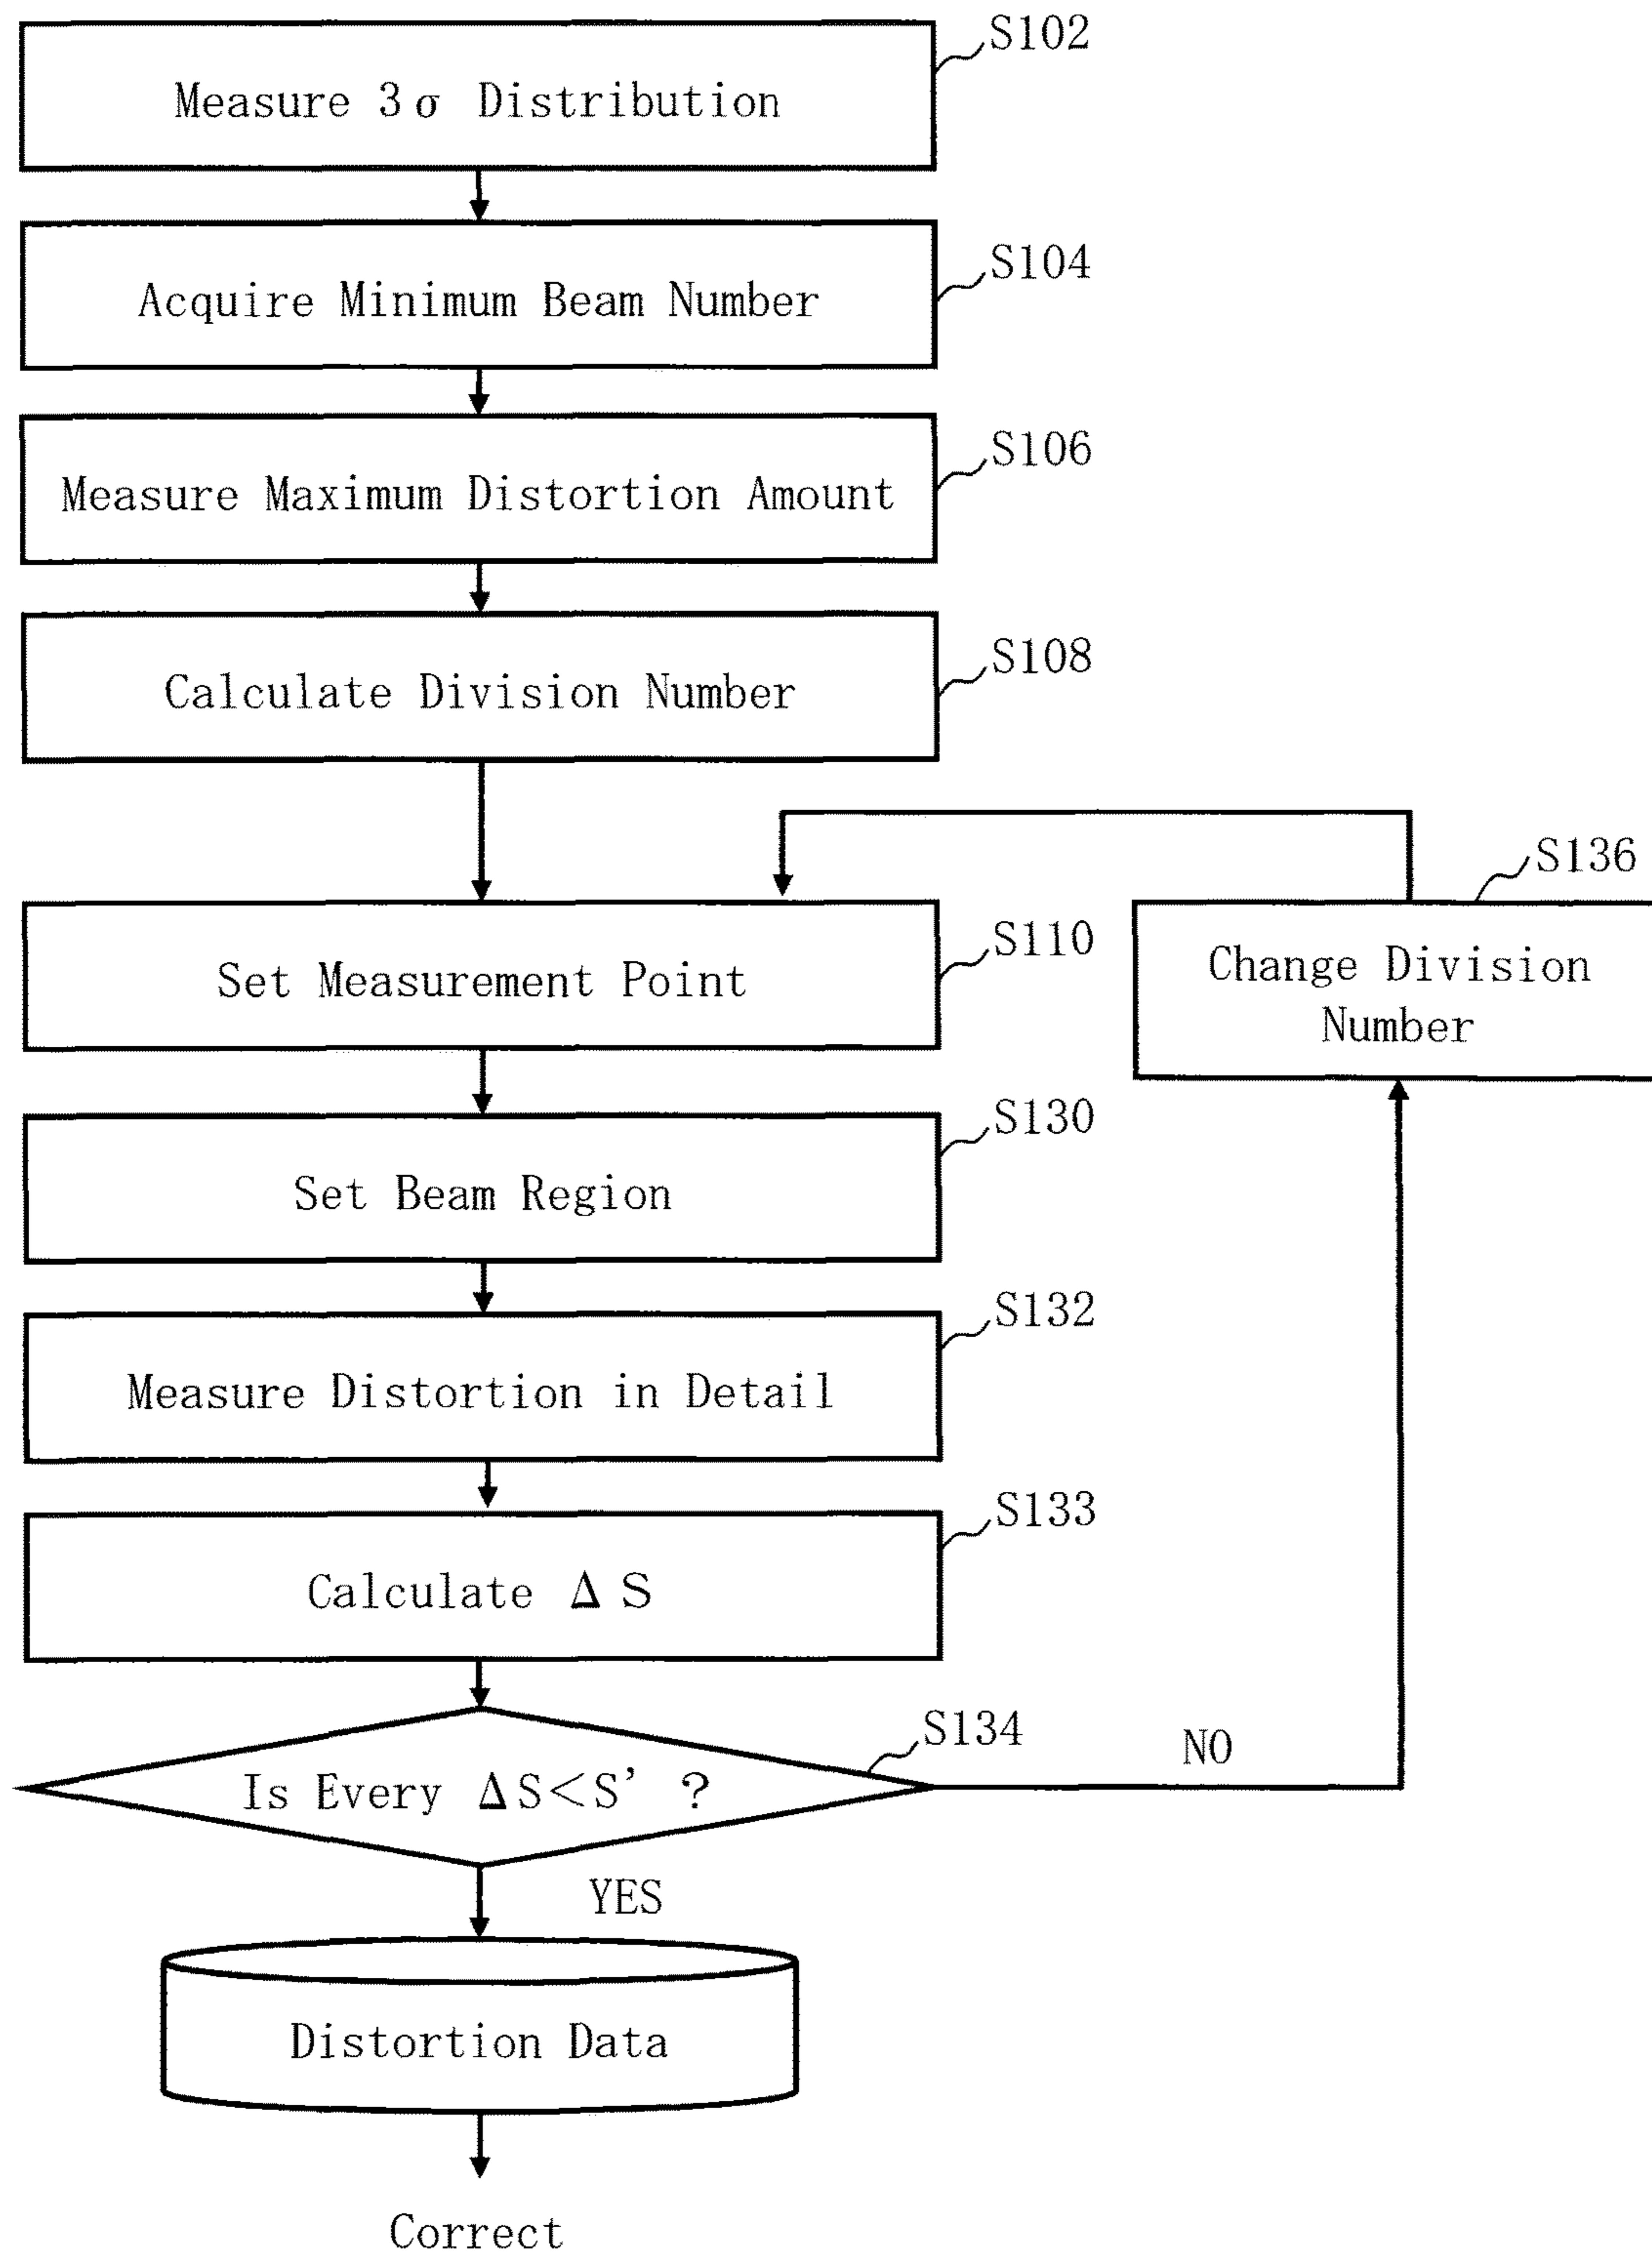 S102
Measure 3σ Distribution
S104
Acquire Minimum Beam Number
S106
Measure Maximum Distortion Amount
S108
Calculate Division Number
S136
Change Division
Number
S110
Set Measurement Point
S130
Set Beam Region
S132
Measure Distortion in Detail
S133
Calculate ΔS
S134
Is Every ΔS<S' ?
NO
YES
Distortion Data
Correct